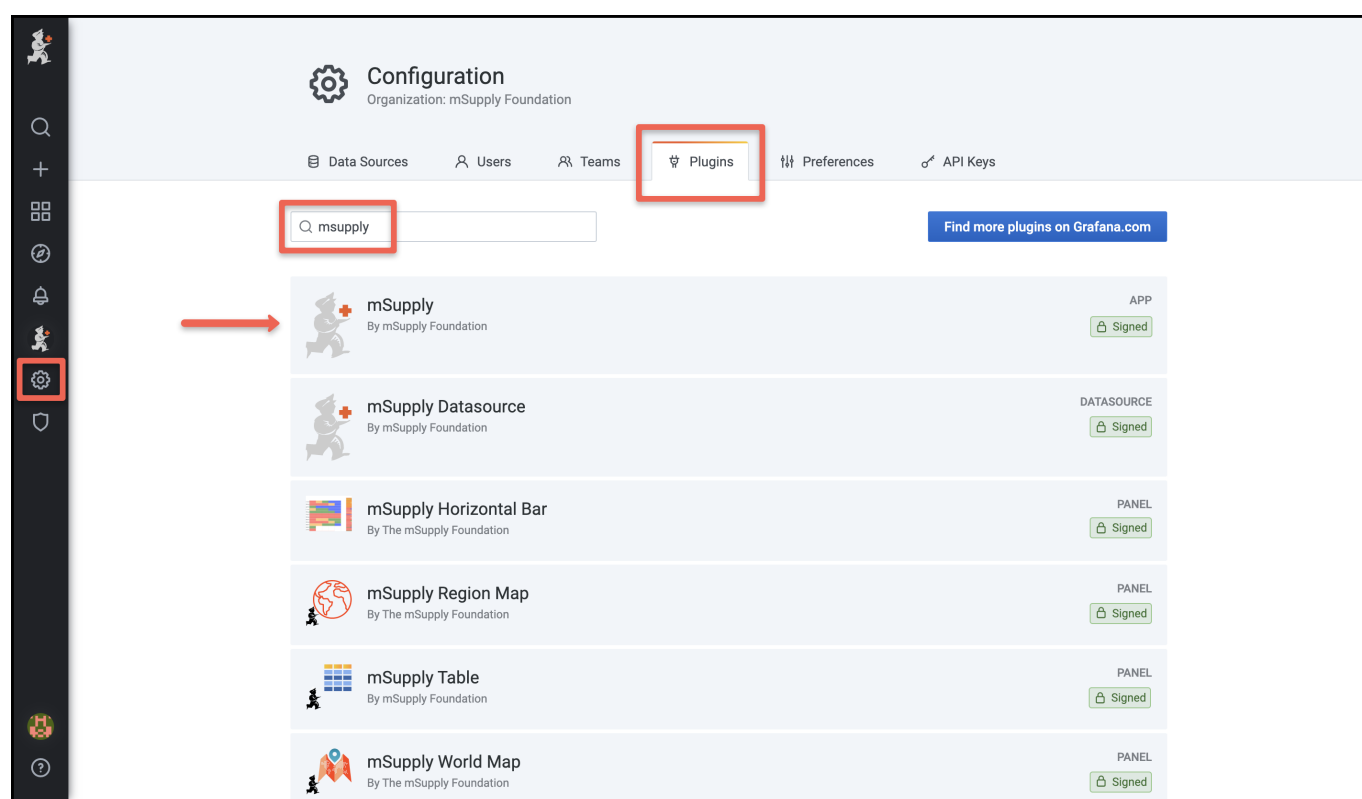 Configuration
Organization: mSupply Foundation
Data Sources
Users
Teams
Plugins
Preferences
API Keys
msupply
Find more plugins on Grafana.com
mSupply
By mSupply Foundation
APP
Signed
mSupply Datasource
By mSupply Foundation
DATASOURCE
Signed
mSupply Horizontal Bar
By The mSupply Foundation
PANEL
Signed
mSupply Region Map
By The mSupply Foundation
PANEL
Signed
mSupply Table
By mSupply Foundation
PANEL
Signed
mSupply World Map
By The mSupply Foundation
PANEL
Signed